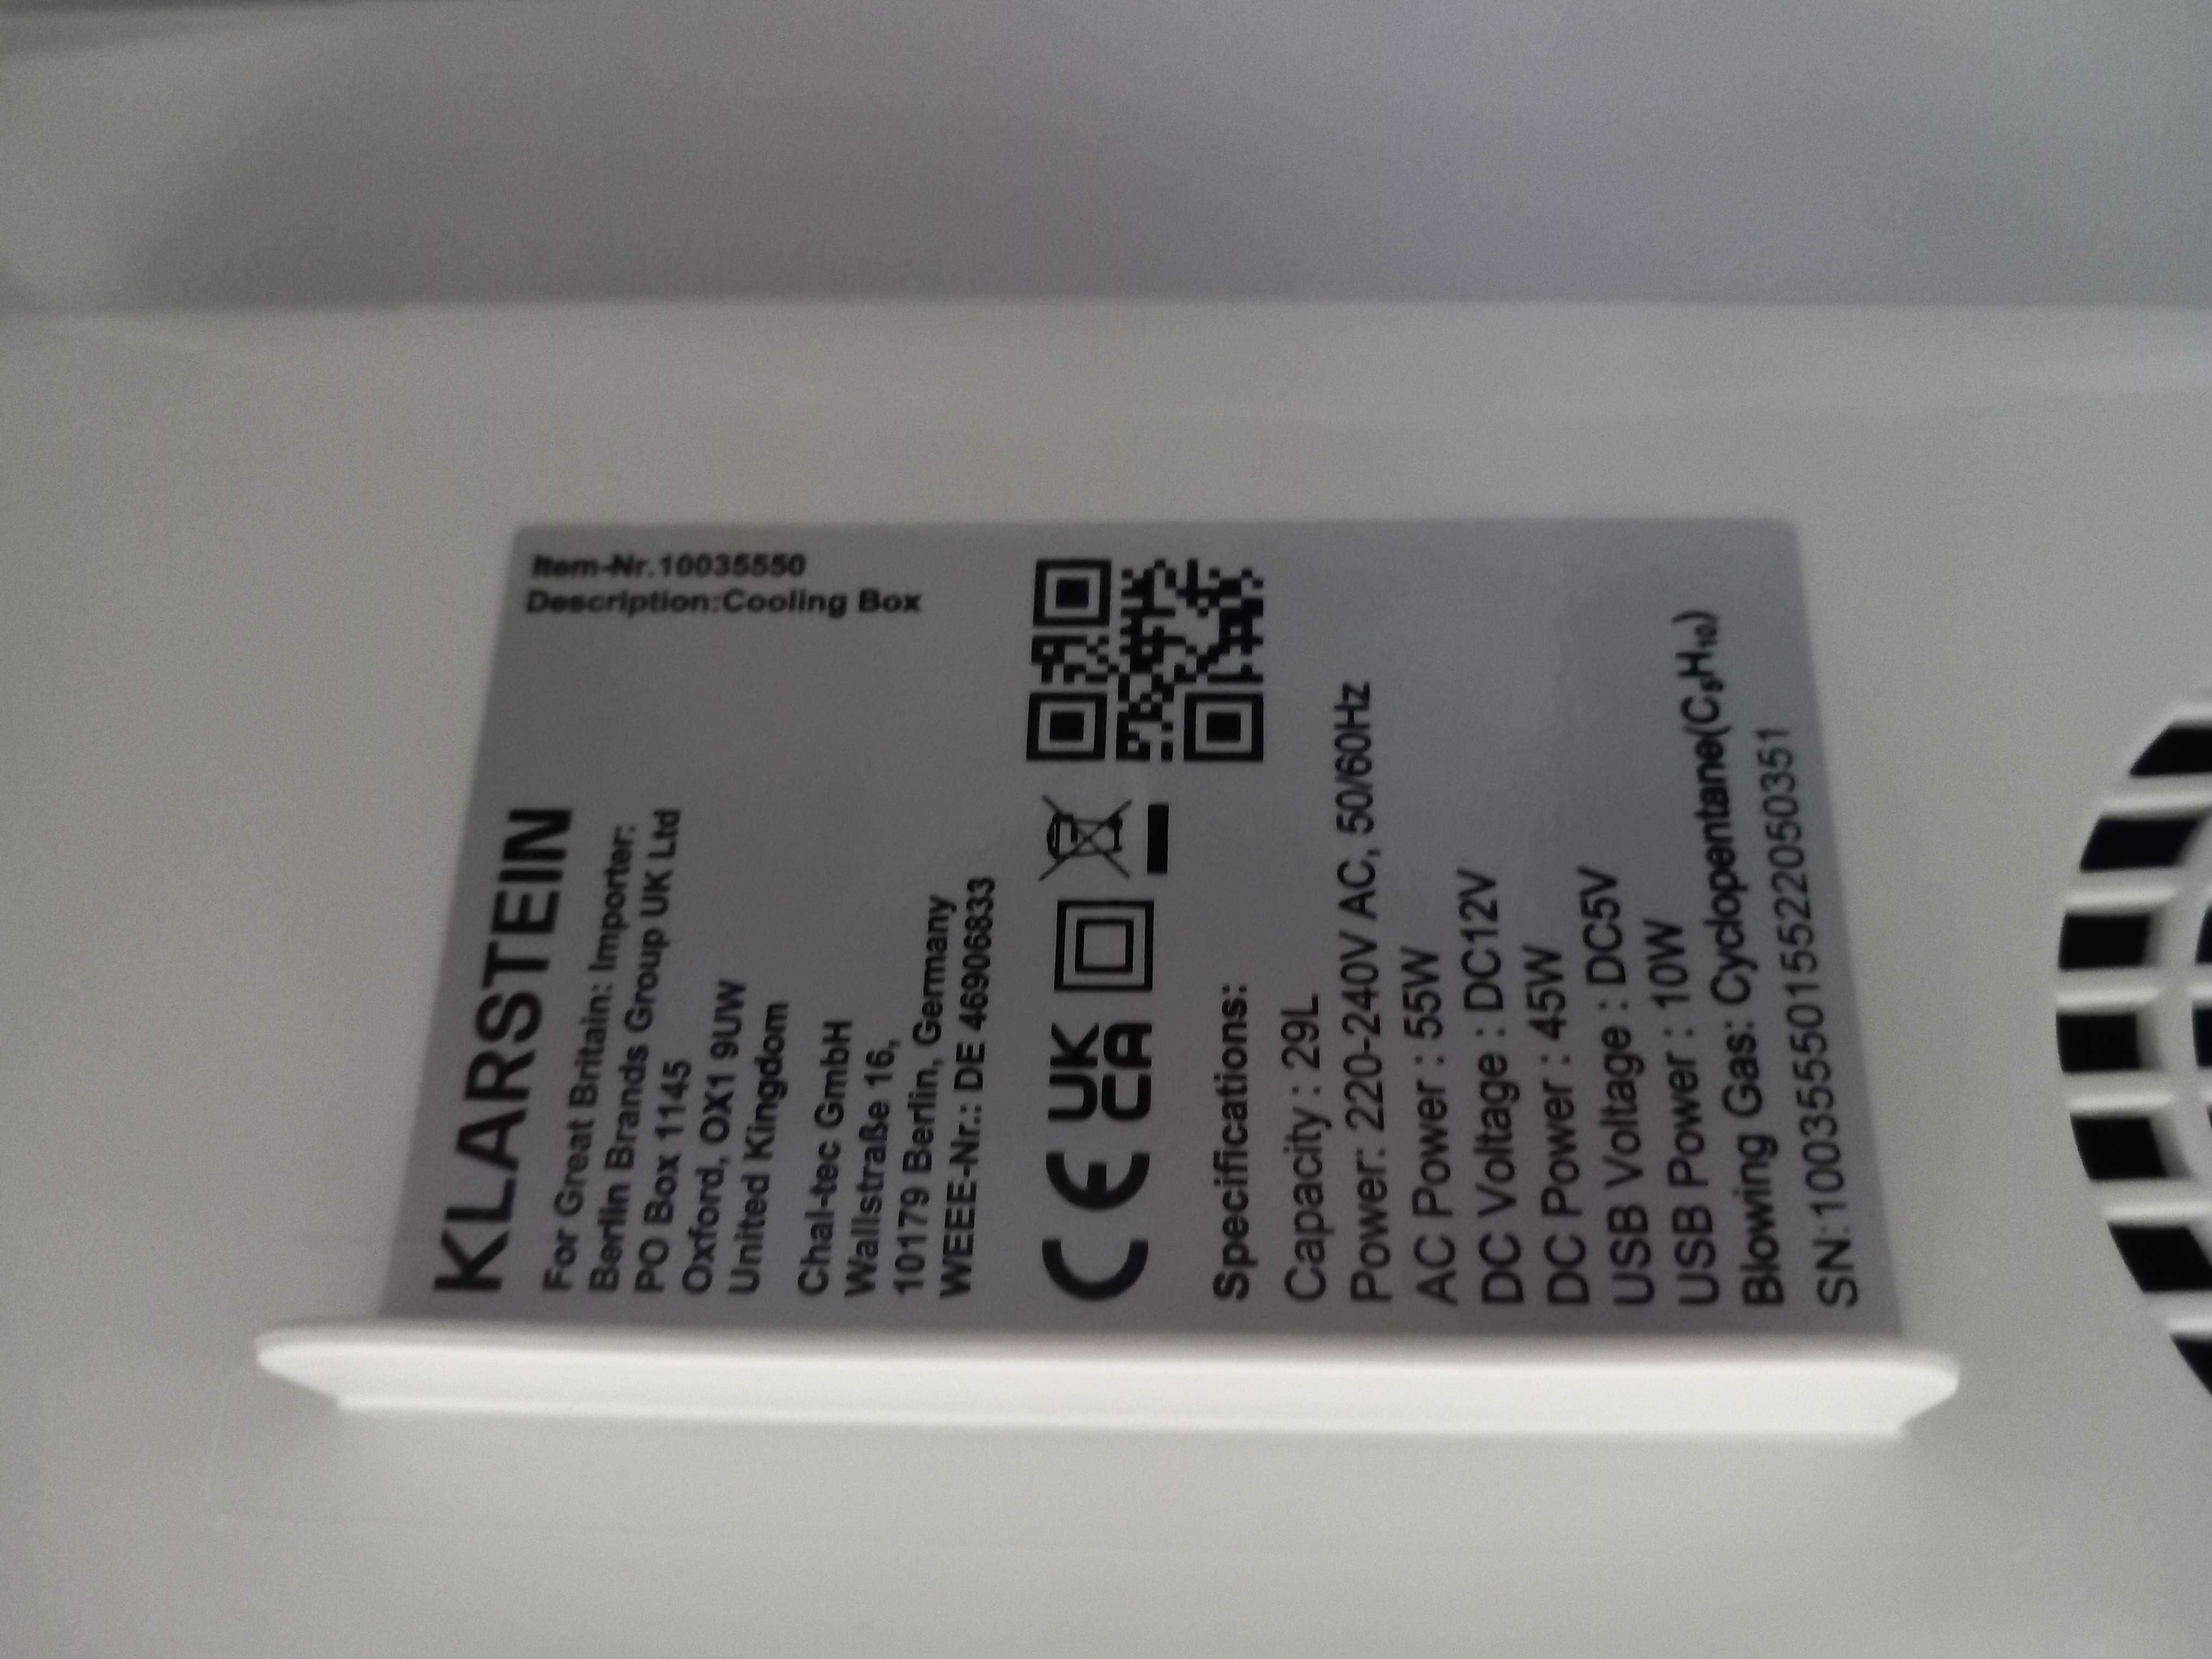 KLARSTEIN
Item-Nr.10035550
Description:Cooling Box
For Great Britain: Importer:
Berlin Brands Group UK Ltd
PO Box 1145
Oxford, OX1 9UW
United Kingdom
Chal-tec GmbH
Wallstraße 16,
10179 Berlin, Germany
WEEE-Nr.: DE 46906833
CE UK
CA
Specifications:
Capacity : 29L
Power: 220-240V AC, 50/60Hz
AC Power : 55W
DC Voltage : DC12V
DC Power : 45W
USB Voltage : DC5V
USB Power : 10W
Blowing Gas: Cyclopentane(C₅H₁₀)
SN:1003555015522050351